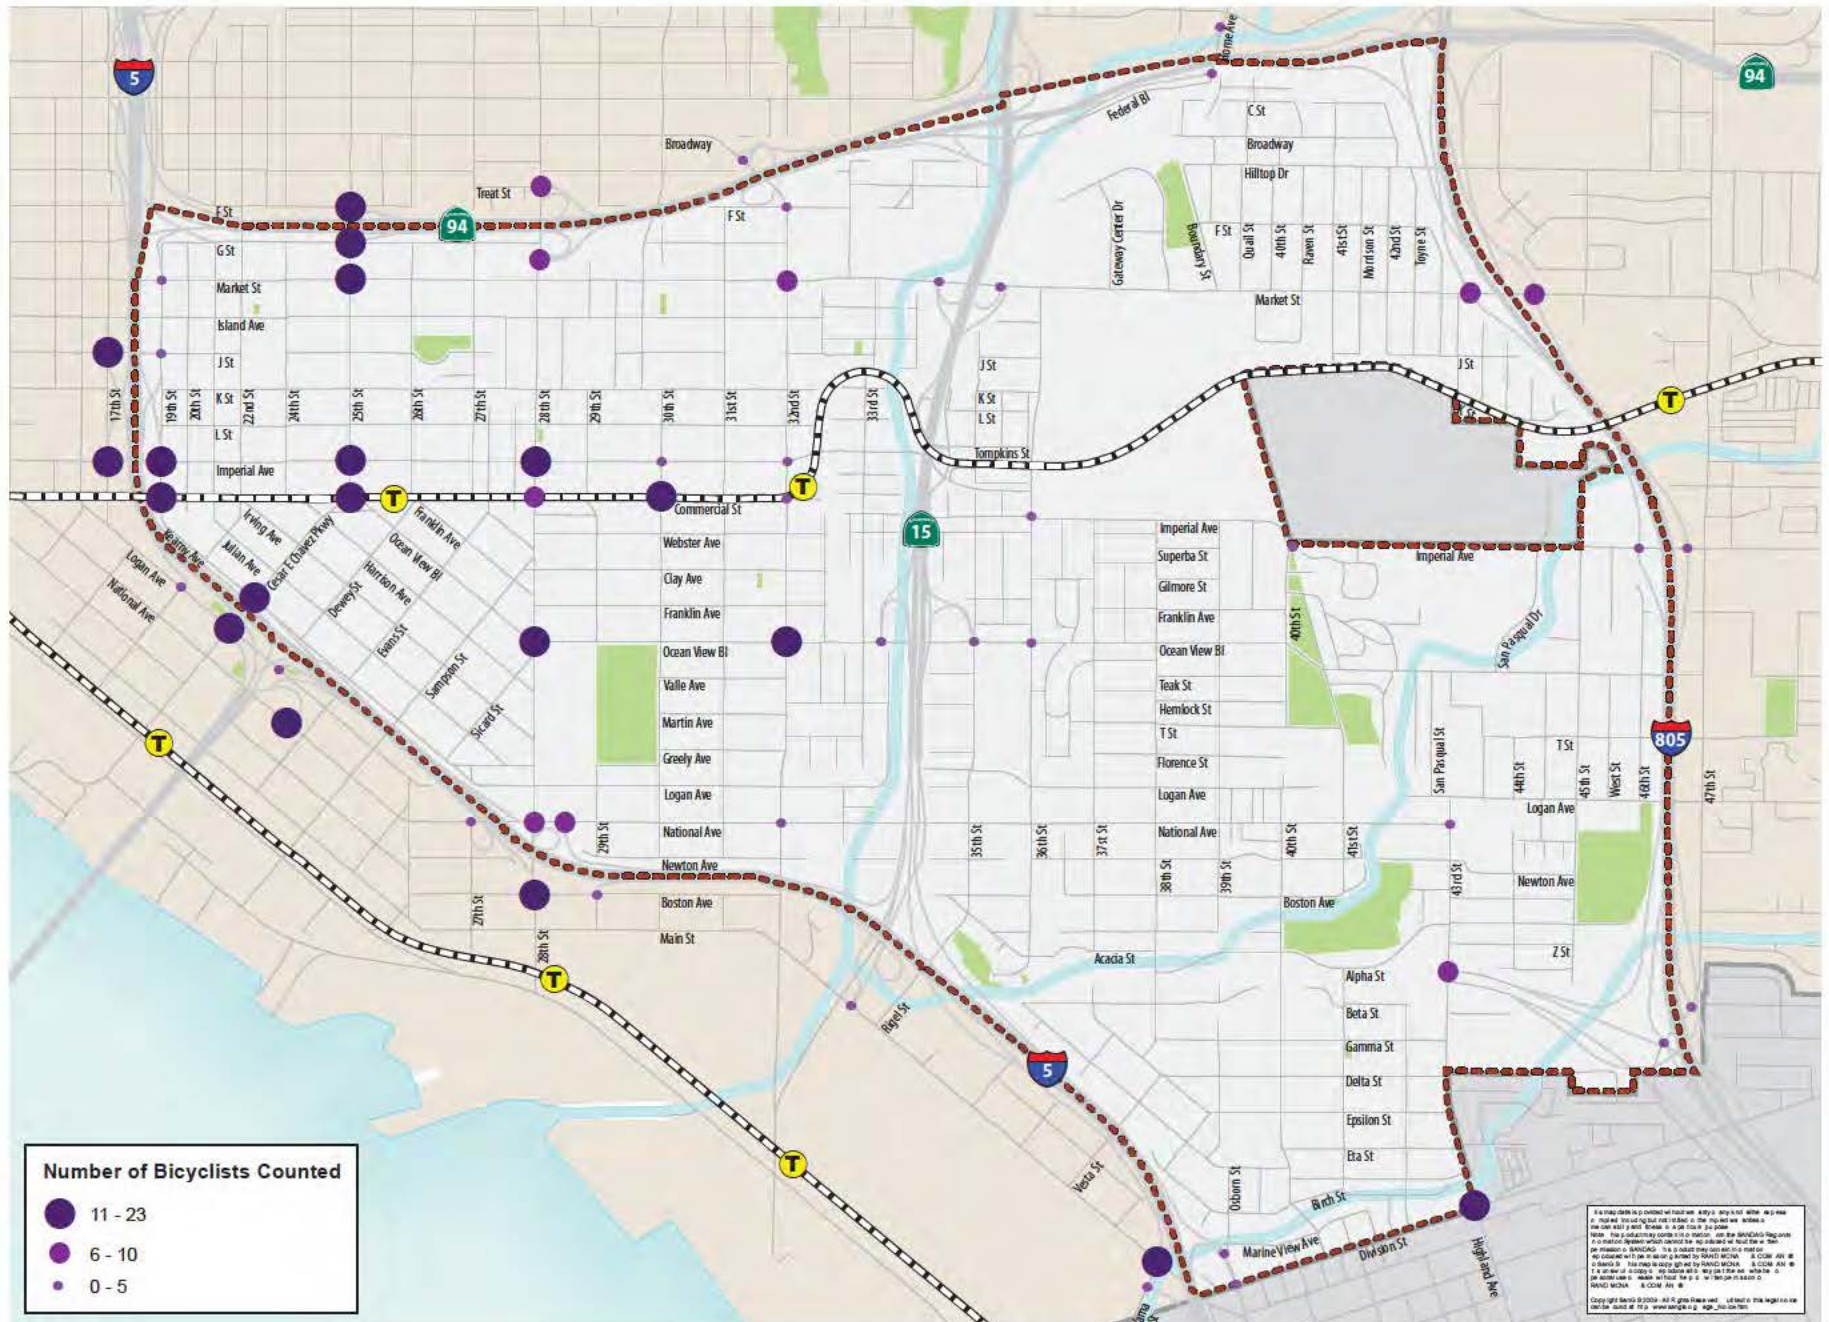 Home Ave
5
94
Federal Bl
C St
Broadway
Broadway
Hilltop Dr
Treat St
F St
94
F St
Gateway Center Dr
Boundary St
F St
Quail St
40th St
Raven St
41st St
Morrison St
42nd St
Toyne St
G St
Market St
Market St
Island Ave
J St
J St
J St
17th St
19th St
20th St
K St
22nd St
24th St
25th St
26th St
27th St
28th St
29th St
30th St
31st St
32nd St
33rd St
K St
L St
T
L St
Imperial Ave
Tompkins St
T
T
Commercial St
15
Irving Ave
Cesar E Chavez Pkwy
Franklin Ave
Kearny Ave
Julian Ave
Ocean View Bl
Webster Ave
Imperial Ave
Superba St
Imperial Ave
Logan Ave
National Ave
Dewey St
Harrison Ave
Clay Ave
Gilmore St
Franklin Ave
Franklin Ave
40th St
San Pasqual Dr
Evans St
Ocean View Bl
Ocean View Bl
Sampson St
Valle Ave
Teak St
Hemlock St
Sicard St
Martin Ave
T St
T
Greely Ave
Florence St
San Pasqual St
T St
805
44th St
45th St
West St
46th St
47th St
Logan Ave
Logan Ave
Logan Ave
29th St
National Ave
35th St
36th St
37st St
National Ave
40th St
41st St
Newton Ave
38th St
39th St
43rd St
Newton Ave
27th St
Boston Ave
Boston Ave
28th St
Main St
Acacia St
Z St
T
Alpha St
Rigel St
Beta St
Gamma St
5
Delta St
Epsilon St
T
Eta St
Vesta St
Osborn St
Birch St
Marine View Ave
Division St
Highland Ave
Number of Bicyclists Counted
11 - 23
6 - 10
0 - 5